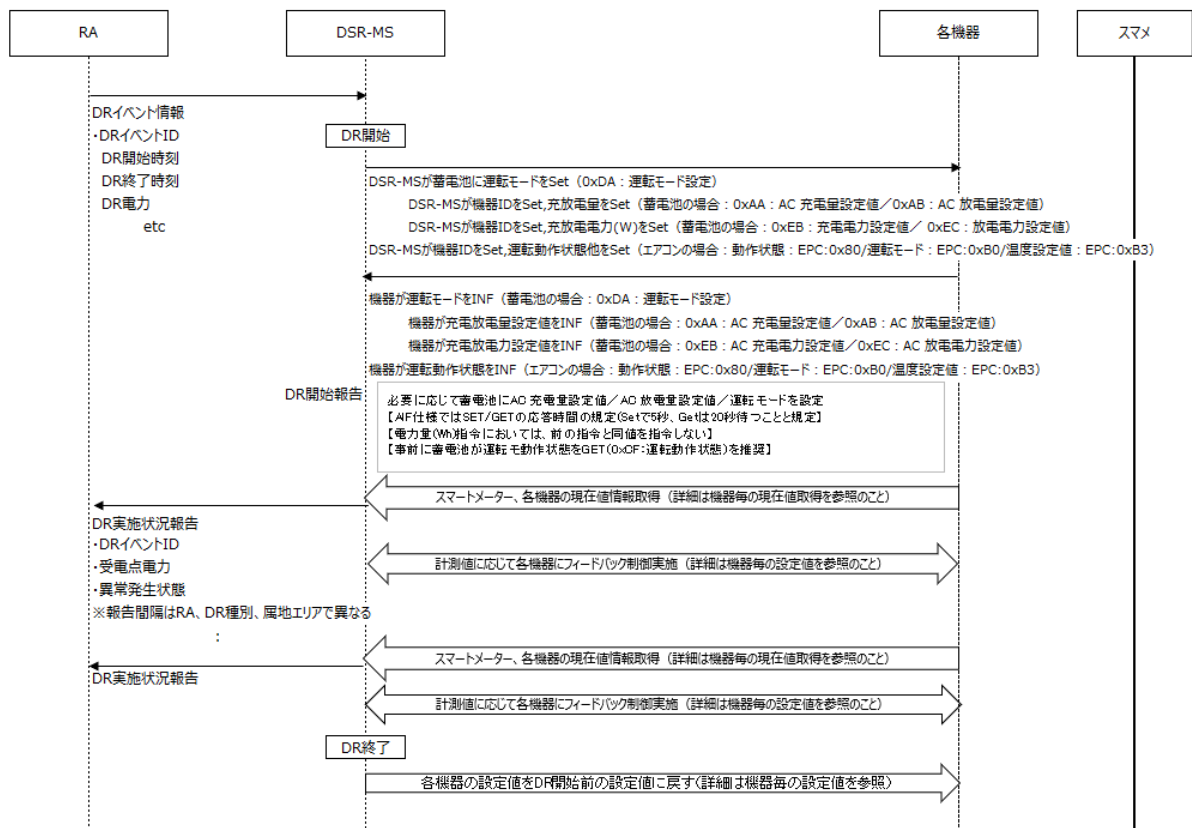 RA
DSR-MS
各機器
スマメ
DRイベント情報
・DRイベントID
DR開始時刻
DR終了時刻
DR電力
etc
DR開始
DSR-MSが蓄電池に運転モードをSet（0xDA：運転モード設定）
DSR-MSが機器IDをSet,充放電量をSet（蓄電池の場合：0xAA：AC 充電量設定値／0xAB：AC 放電量設定値）
DSR-MSが機器IDをSet,充放電電力(W)をSet（蓄電池の場合：0xEB：充電電力設定値／ 0xEC：放電電力設定値）
DSR-MSが機器IDをSet,運転動作状態他をSet（エアコンの場合：動作状態：EPC:0x80/運転モード：EPC:0xB0/温度設定値：EPC:0xB3）
機器が運転モードをINF（蓄電池の場合：0xDA：運転モード設定）
機器が充電放電量設定値をINF（蓄電池の場合：0xAA：AC 充電量設定値／0xAB：AC 放電量設定値）
機器が充電放電力設定値をINF（蓄電池の場合：0xEB：AC 充電電力設定値／0xEC：AC 放電電力設定値）
機器が運転動作状態をINF（エアコンの場合：動作状態：EPC:0x80/運転モード：EPC:0xB0/温度設定値：EPC:0xB3）
DR開始報告
必要に応じて蓄電池にAC 充電量設定値／AC 放電量設定値／運転モードを設定
【AIF仕様ではSET/GETの応答時間の規定(Setで5秒、Getは20秒待つことと規定】
【電力量(Wh)指令においては、前の指令と同値を指令しない】
【事前に蓄電池が運転モ動作状態をGET(0xCF:運転動作状態)を推奨】
スマートメーター、各機器の現在値情報取得（詳細は機器毎の現在値取得を参照のこと）
DR実施状況報告
・DRイベントID
・受電点電力
・異常発生状態
※報告間隔はRA、DR種別、属地エリアで異なる
：
計測値に応じて各機器にフィードバック制御実施（詳細は機器毎の設定値を参照のこと）
スマートメーター、各機器の現在値情報取得（詳細は機器毎の現在値取得を参照のこと）
DR実施状況報告
計測値に応じて各機器にフィードバック制御実施（詳細は機器毎の設定値を参照のこと）
DR終了
各機器の設定値をDR開始前の設定値に戻す(詳細は機器毎の設定値を参照)